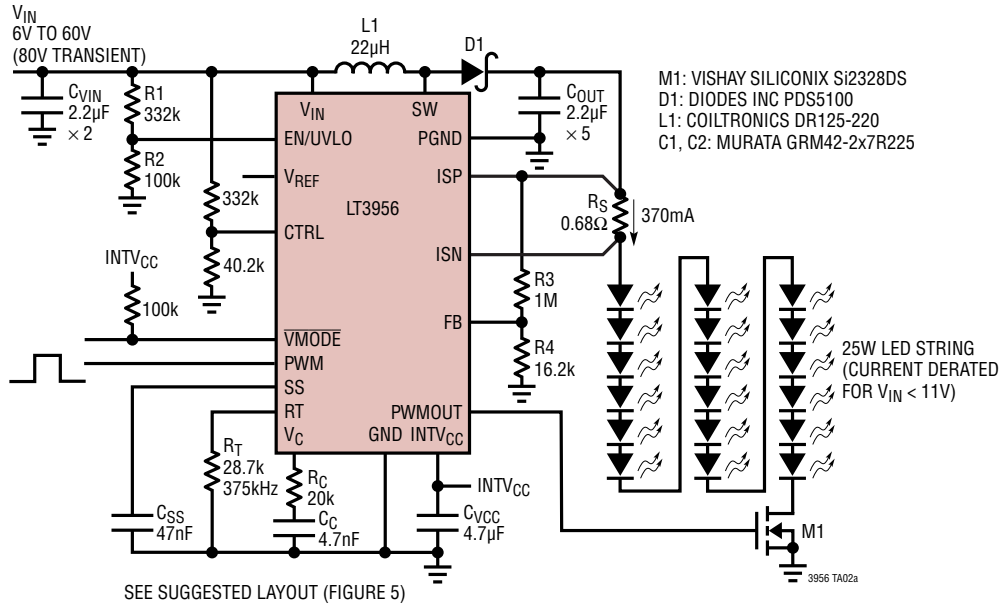 VIN
6V TO 60V
(80V TRANSIENT)
CVIN
2.2µF
× 2
R1
332k
R2
100k
332k
40.2k
INTVCC
100k
L1
22µH
D1
COUT
2.2µF
× 5
M1: VISHAY SILICONIX Si2328DS
D1: DIODES INC PDS5100
L1: COILTRONICS DR125-220
C1, C2: MURATA GRM42-2x7R225
VIN
SW
EN/UVLO
PGND
VREF
ISP
LT3956
CTRL
ISN
FB
VMODE
PWM
SS
RT
VC
PWMOUT
GND
INTVCC
RS
0.68Ω
370mA
R3
1M
R4
16.2k
25W LED STRING
(CURRENT DERATED
FOR VIN < 11V)
RT
28.7k
375kHz
RC
20k
INTVCC
CSS
47nF
CC
4.7nF
CVCC
4.7µF
M1
3956 TA02a
SEE SUGGESTED LAYOUT (FIGURE 5)